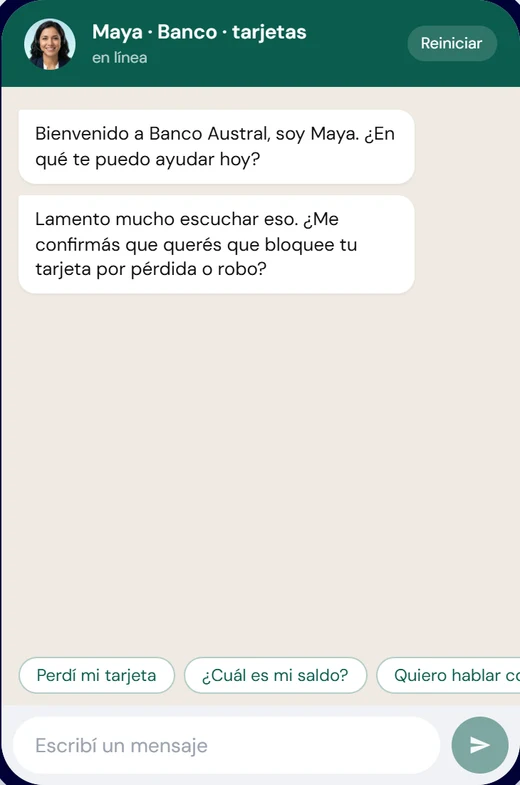 Maya · Banco · tarjetas
en línea
Reiniciar
Bienvenido a Banco Austral, soy Maya. ¿En
qué te puedo ayudar hoy?
Lamento mucho escuchar eso. ¿Me
confirmás que querés que bloquee tu
tarjeta por pérdida o robo?
Perdí mi tarjeta
¿Cuál es mi saldo?
Quiero hablar
Escribí un mensaje